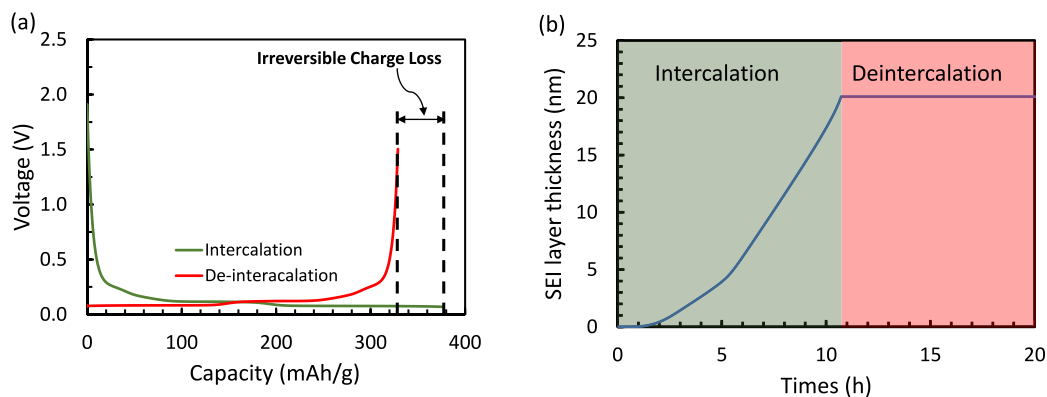 (a)
2.5
2.0
1.5
1.0
0.5
0.0
Voltage (V)
Irreversible Charge Loss
Intercalation
De-interacalation
0 100 200 300 400
Capacity (mAh/g)
(b)
25
20
15
10
5
0
SEI layer thickness (nm)
Intercalation Deintercalation
0 5 10 15 20
Times (h)